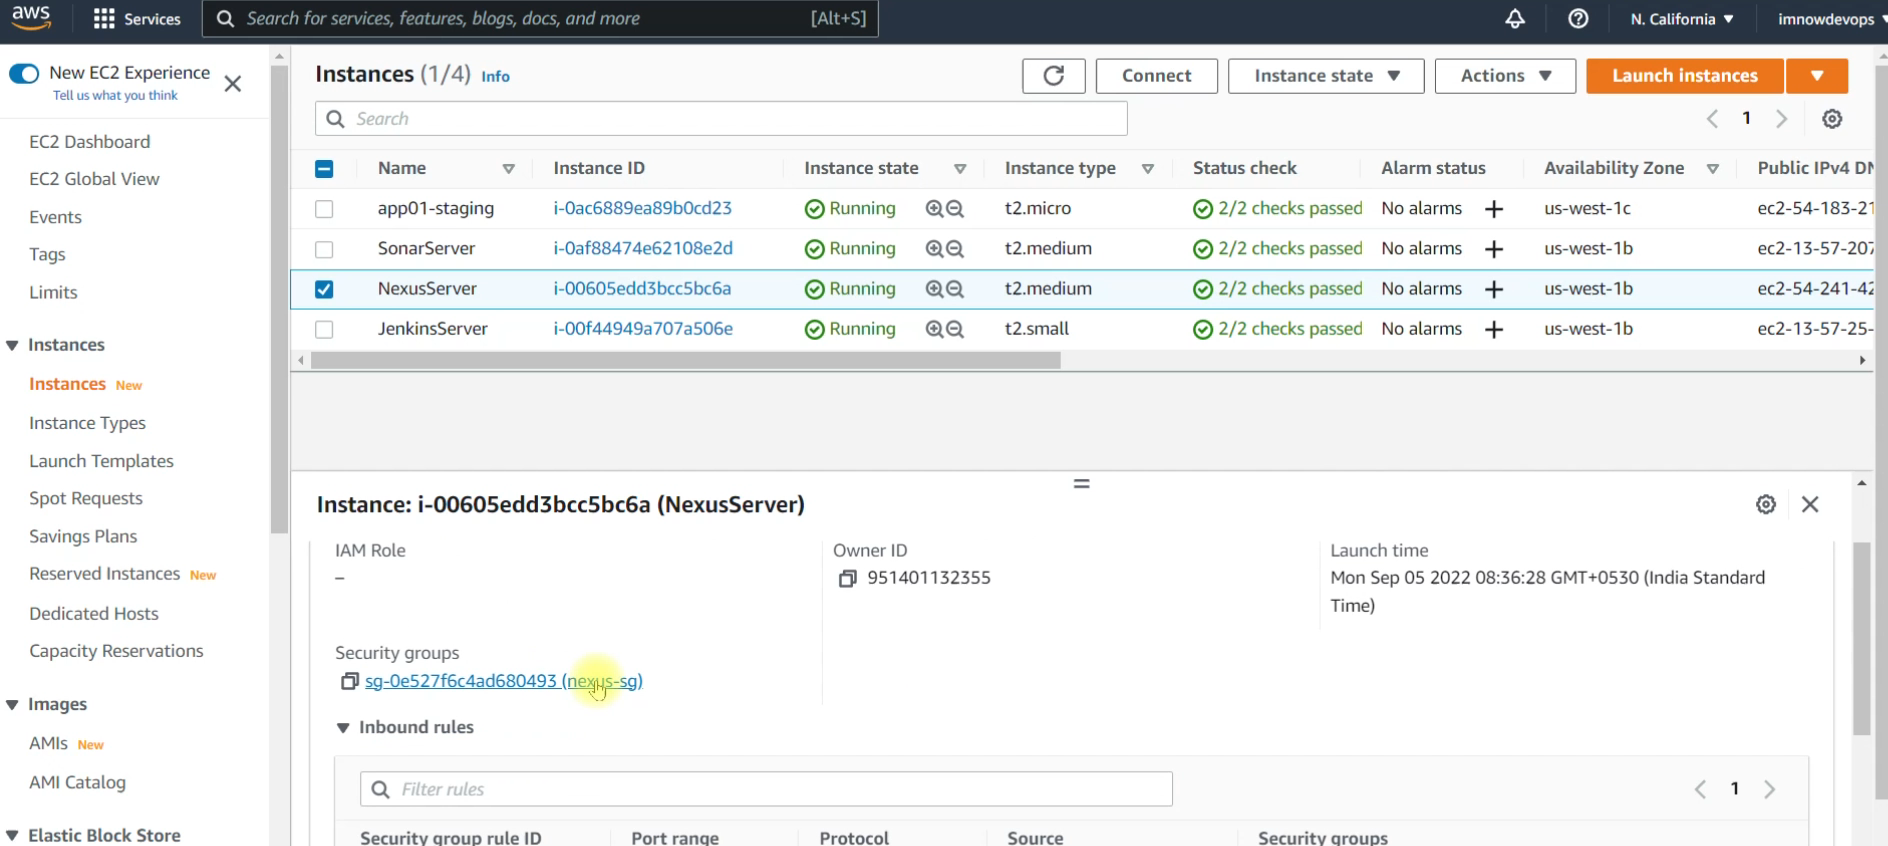 aws
Services
Search for services, features, blogs, docs, and more
[Alt+S]
N. California
imnowdevops
New EC2 Experience
Tell us what you think
EC2 Dashboard
EC2 Global View
Events
Tags
Limits
Instances
Instances New
Instance Types
Launch Templates
Spot Requests
Savings Plans
Reserved Instances New
Dedicated Hosts
Capacity Reservations
Images
AMIs New
AMI Catalog
Elastic Block Store
Instances (1/4) Info
Connect
Instance state
Actions
Launch instances
Search
1
Name Instance ID Instance state Instance type Status check Alarm status Availability Zone Public IPv4 DN
app01-staging i-0ac6889ea89b0cd23 Running t2.micro 2/2 checks passed No alarms + us-west-1c ec2-54-183-21
SonarServer i-0af88474e62108e2d Running t2.medium 2/2 checks passed No alarms + us-west-1b ec2-13-57-207
NexusServer i-00605edd3bcc5bc6a Running t2.medium 2/2 checks passed No alarms + us-west-1b ec2-54-241-42
JenkinsServer i-00f44949a707a506e Running t2.small 2/2 checks passed No alarms + us-west-1b ec2-13-57-25-
Instance: i-00605edd3bcc5bc6a (NexusServer)
IAM Role
–
Owner ID
951401132355
Launch time
Mon Sep 05 2022 08:36:28 GMT+0530 (India Standard
Time)
Security groups
sg-0e527f6c4ad680493 (nexus-sg)
Inbound rules
Filter rules
1
Security group rule ID Port range Protocol Source Security groups